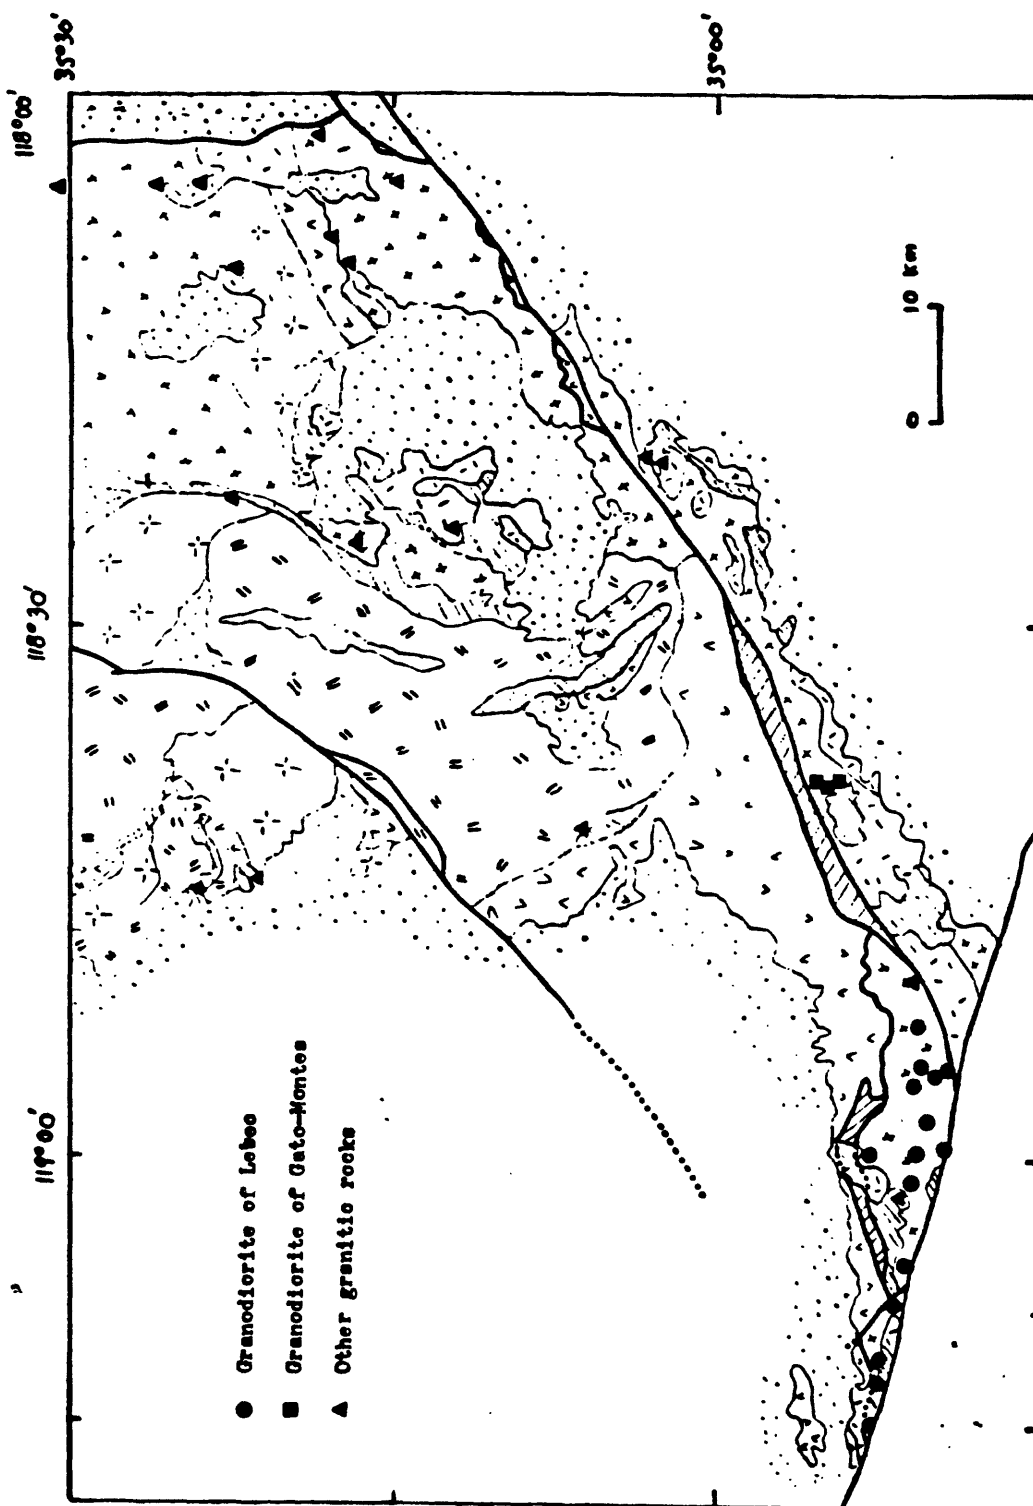 119°00'
118°30'
118°00'
35°30'
35°00'
● Granodiorite of Lebec
■ Granodiorite of Gato-Montes
▲ Other granitic rocks
0 10 km